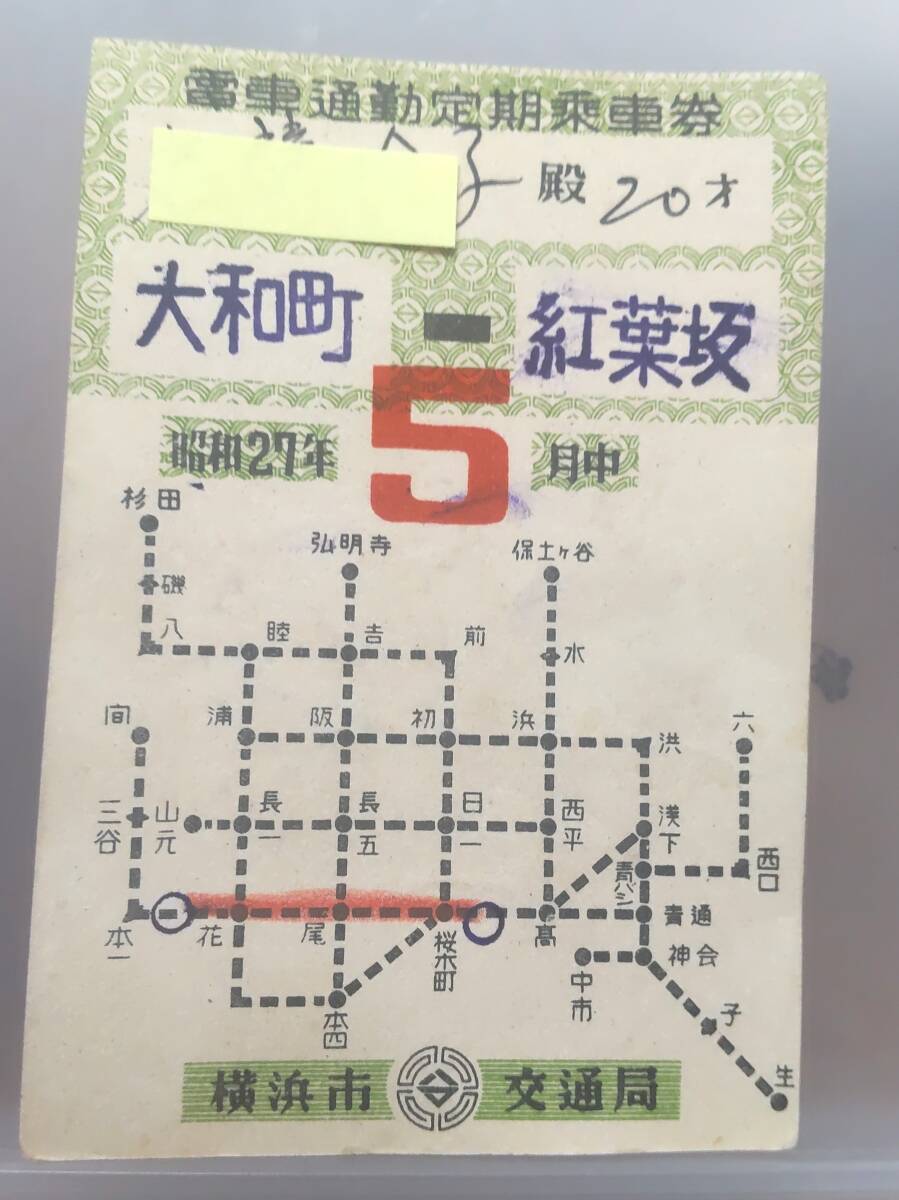 電車通勤定期乗車券
子 殿 20才
大和町 - 紅葉坂
昭和27年 5 月中
杉田
弘明寺
保土ヶ谷
磯
八
睦
吉
前
水
間
浦
阪
初
浜
洪
六
三谷
山元
長一
長五
日一
西平
浅下
西口
青バシ
本一
花
尾
桜木町
高
青通
神会
中市
本四
子
生
横浜市 交通局